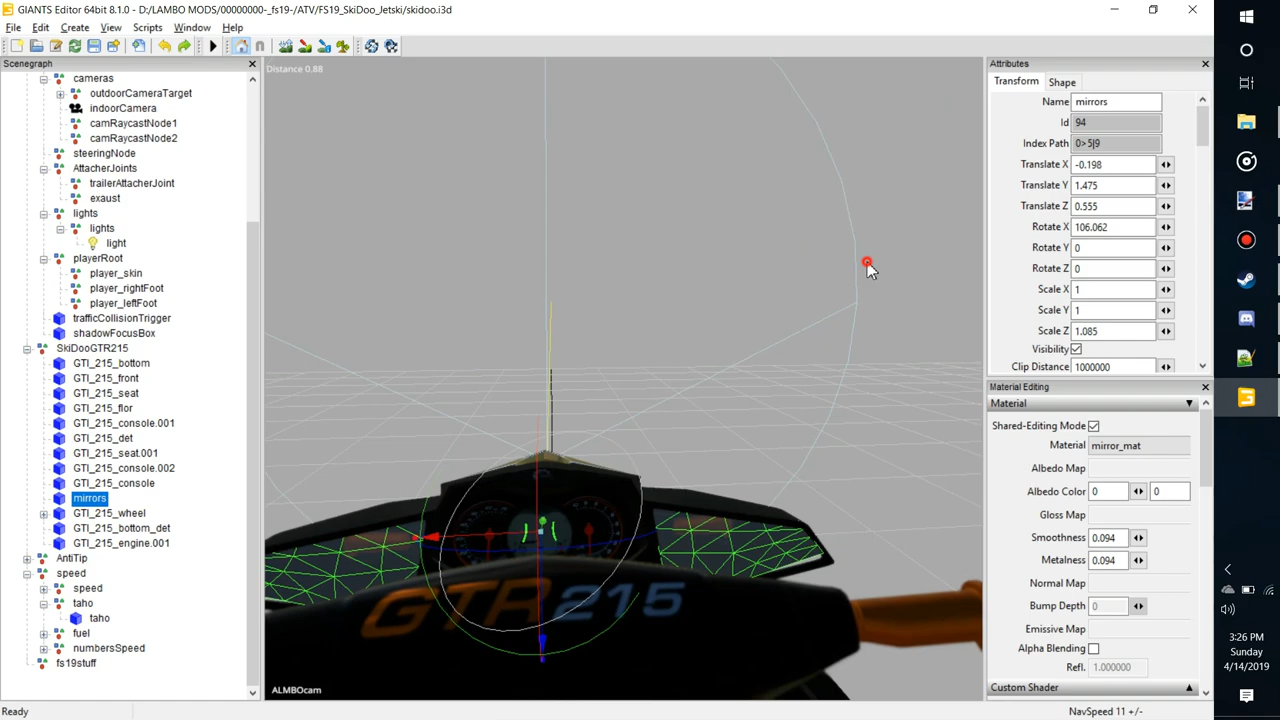 GIANTS Editor 64bit 8.1.0 - D:/LAMBO MODS/00000000-_fs19-/ATV/FS19_SkiDoo_Jetski/skidoo.i3d
File Edit Create View Scripts Window Help
Scenegraph
cameras
outdoorCameraTarget
indoorCamera
camRaycastNode1
camRaycastNode2
steeringNode
AttacherJoints
trailerAttacherJoint
exaust
lights
lights
light
playerRoot
player_skin
player_rightFoot
player_leftFoot
trafficCollisionTrigger
shadowFocusBox
SkiDooGTR215
GTI_215_bottom
GTI_215_front
GTI_215_seat
GTI_215_flor
GTI_215_console.001
GTI_215_det
GTI_215_seat.001
GTI_215_console.002
GTI_215_console
mirrors
GTI_215_wheel
GTI_215_bottom_det
GTI_215_engine.001
AntiTip
speed
speed
taho
taho
fuel
numbersSpeed
fs19stuff
Ready
Distance 0.88
215
ALMBOcam
Attributes
Transform Shape
Name mirrors
Id 94
Index Path 0>5|9
Translate X -0.198
Translate Y 1.475
Translate Z 0.555
Rotate X 106.062
Rotate Y 0
Rotate Z 0
Scale X 1
Scale Y 1
Scale Z 1.085
Visibility
Clip Distance 1000000
Material Editing
Material
Shared-Editing Mode
Material mirror_mat
Albedo Map
Albedo Color 0 0
Gloss Map
Smoothness 0.094
Metalness 0.094
Normal Map
Bump Depth 0
Emissive Map
Alpha Blending
Refl. 1.000000
Custom Shader
NavSpeed 11 +/-
3:26 PM
Sunday
4/14/2019